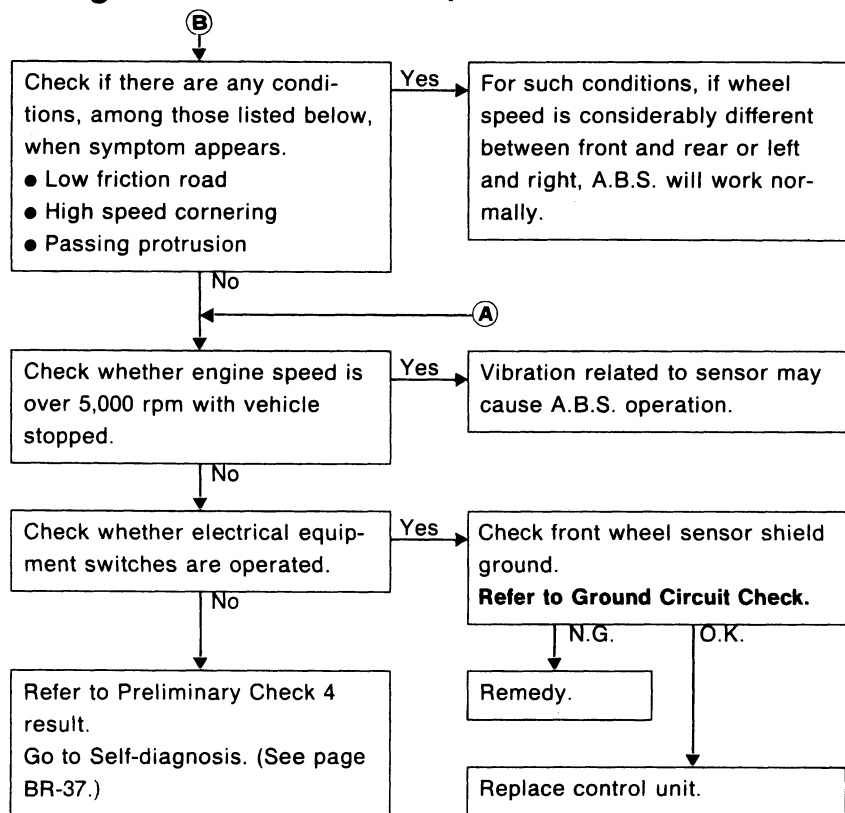 B
Check if there are any condi-
tions, among those listed below,
when symptom appears.
● Low friction road
● High speed cornering
● Passing protrusion
Yes
For such conditions, if wheel
speed is considerably different
between front and rear or left
and right, A.B.S. will work nor-
mally.
No
A
Check whether engine speed is
over 5,000 rpm with vehicle
stopped.
Yes
Vibration related to sensor may
cause A.B.S. operation.
No
Check whether electrical equip-
ment switches are operated.
Yes
Check front wheel sensor shield
ground.
Refer to Ground Circuit Check.
No
N.G.
O.K.
Refer to Preliminary Check 4
result.
Go to Self-diagnosis. (See page
BR-37.)
Remedy.
Replace control unit.